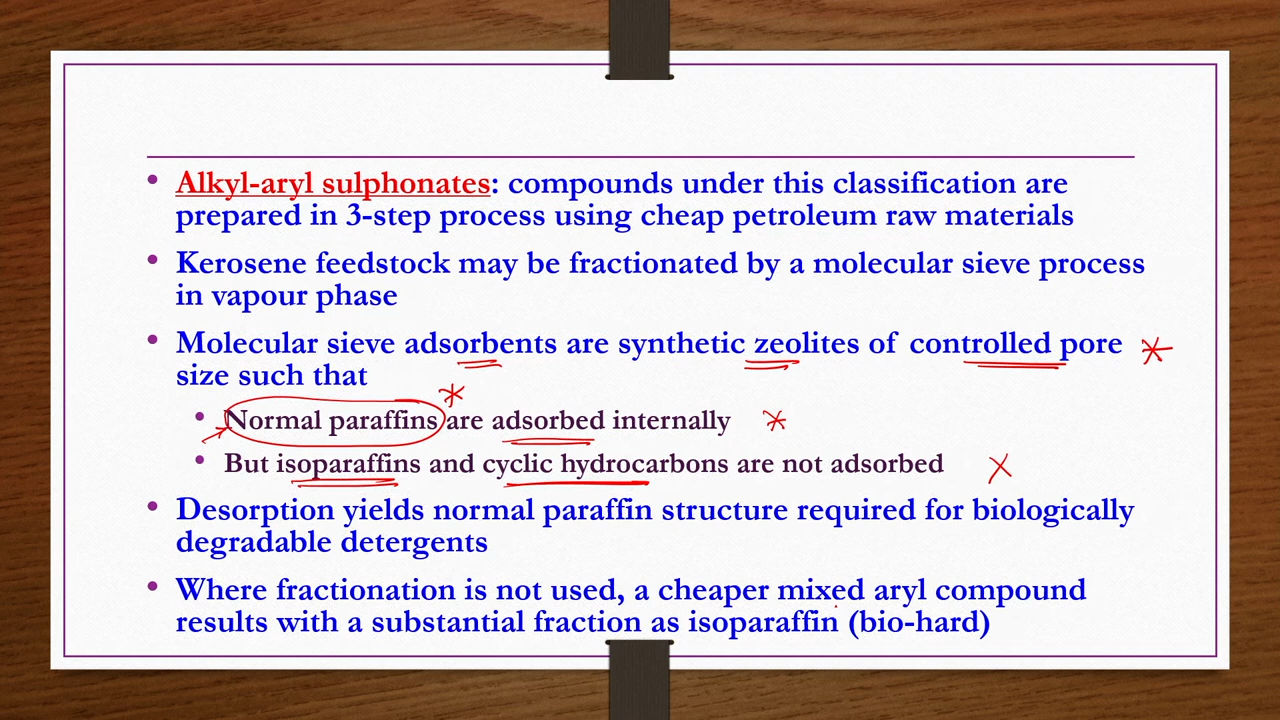 • Alkyl-aryl sulphonates: compounds under this classification are
prepared in 3-step process using cheap petroleum raw materials
• Kerosene feedstock may be fractionated by a molecular sieve process
in vapour phase
• Molecular sieve adsorbents are synthetic zeolites of controlled pore
size such that
• Normal paraffins are adsorbed internally
• But isoparaffins and cyclic hydrocarbons are not adsorbed
• Desorption yields normal paraffin structure required for biologically
degradable detergents
• Where fractionation is not used, a cheaper mixed aryl compound
results with a substantial fraction as isoparaffin (bio-hard)